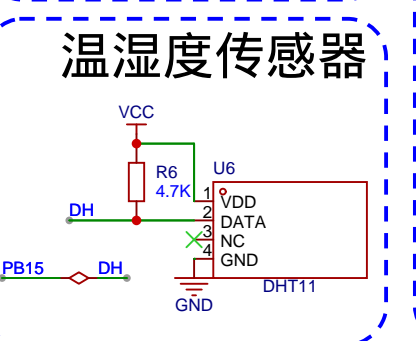 温湿度传感器
VCC
R6
4.7K
U6
DH
1
VDD
2
DATA
3
NC
4
GND
PB15
DH
GND
DHT11